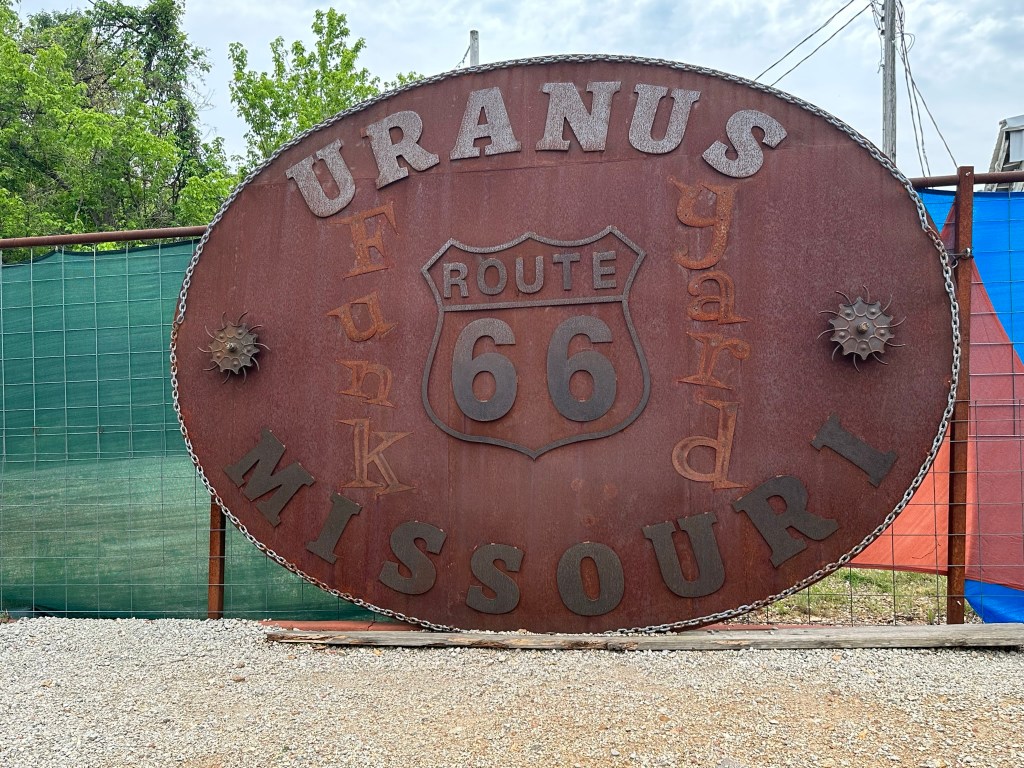 URANUS
Funk
yard
ROUTE
66
MISSOURI